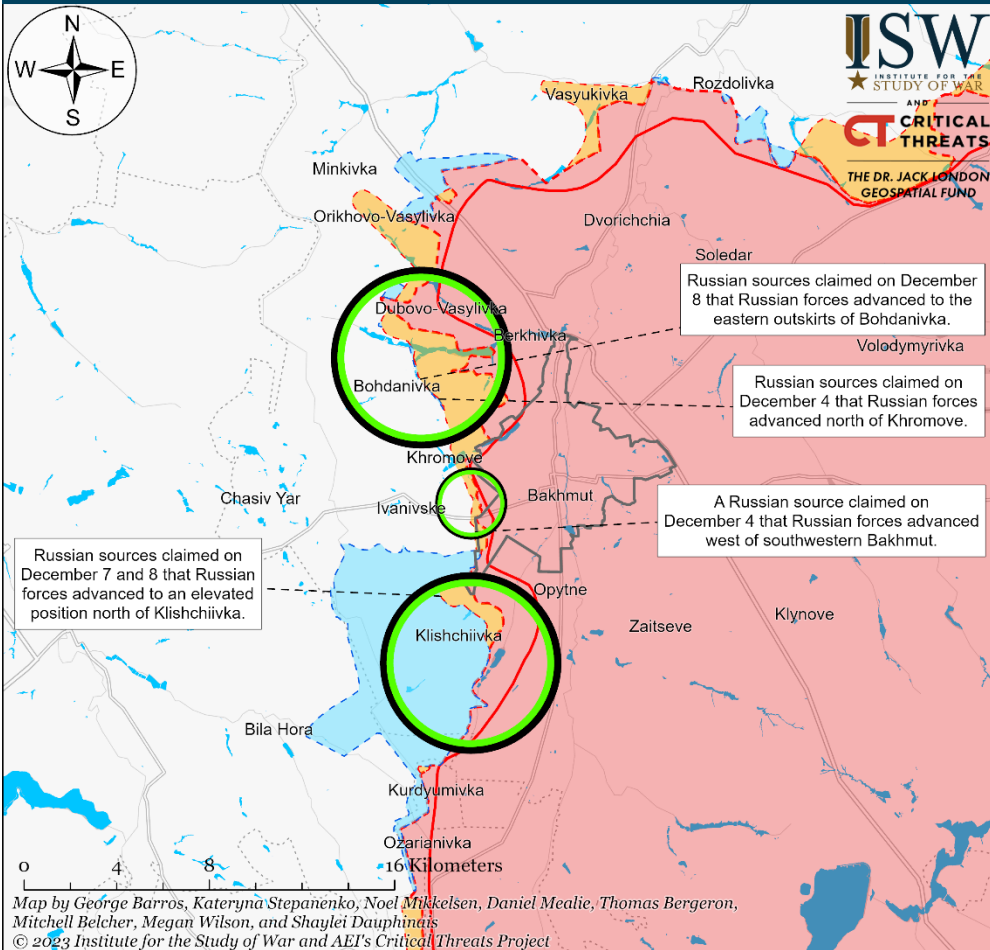 N
W E
S
ISW
INSTITUTE FOR THE
STUDY OF WAR
AND
CT CRITICAL
THREATS
THE DR. JACK LONDON
GEOSPATIAL FUND
Vasyukivka
Rozdolivka
Minkivka
Orikhovo-Vasylivka
Dvorichchia
Soledar
Russian sources claimed on December
8 that Russian forces advanced to the
eastern outskirts of Bohdanivka.
Dubovo-Vasylivka
Berkhivka
Volodymyrivka
Bohdanivka
Russian sources claimed on
December 4 that Russian forces
advanced north of Khromove.
Khromove
Chasiv Yar
Ivanivske
Bakhmut
A Russian source claimed on
December 4 that Russian forces advanced
west of southwestern Bakhmut.
Russian sources claimed on
December 7 and 8 that Russian
forces advanced to an elevated
position north of Klishchiivka.
Opytne
Klishchiivka
Zaitseve
Klynove
Bila Hora
Kurdyumivka
Ozarianivka
0 4 8 16 Kilometers
Map by George Barros, Kateryna Stepanenko, Noel Mikkelsen, Daniel Mealie, Thomas Bergeron,
Mitchell Belcher, Megan Wilson, and Shaylei Dauphinais
© 2023 Institute for the Study of War and AEI's Critical Threats Project